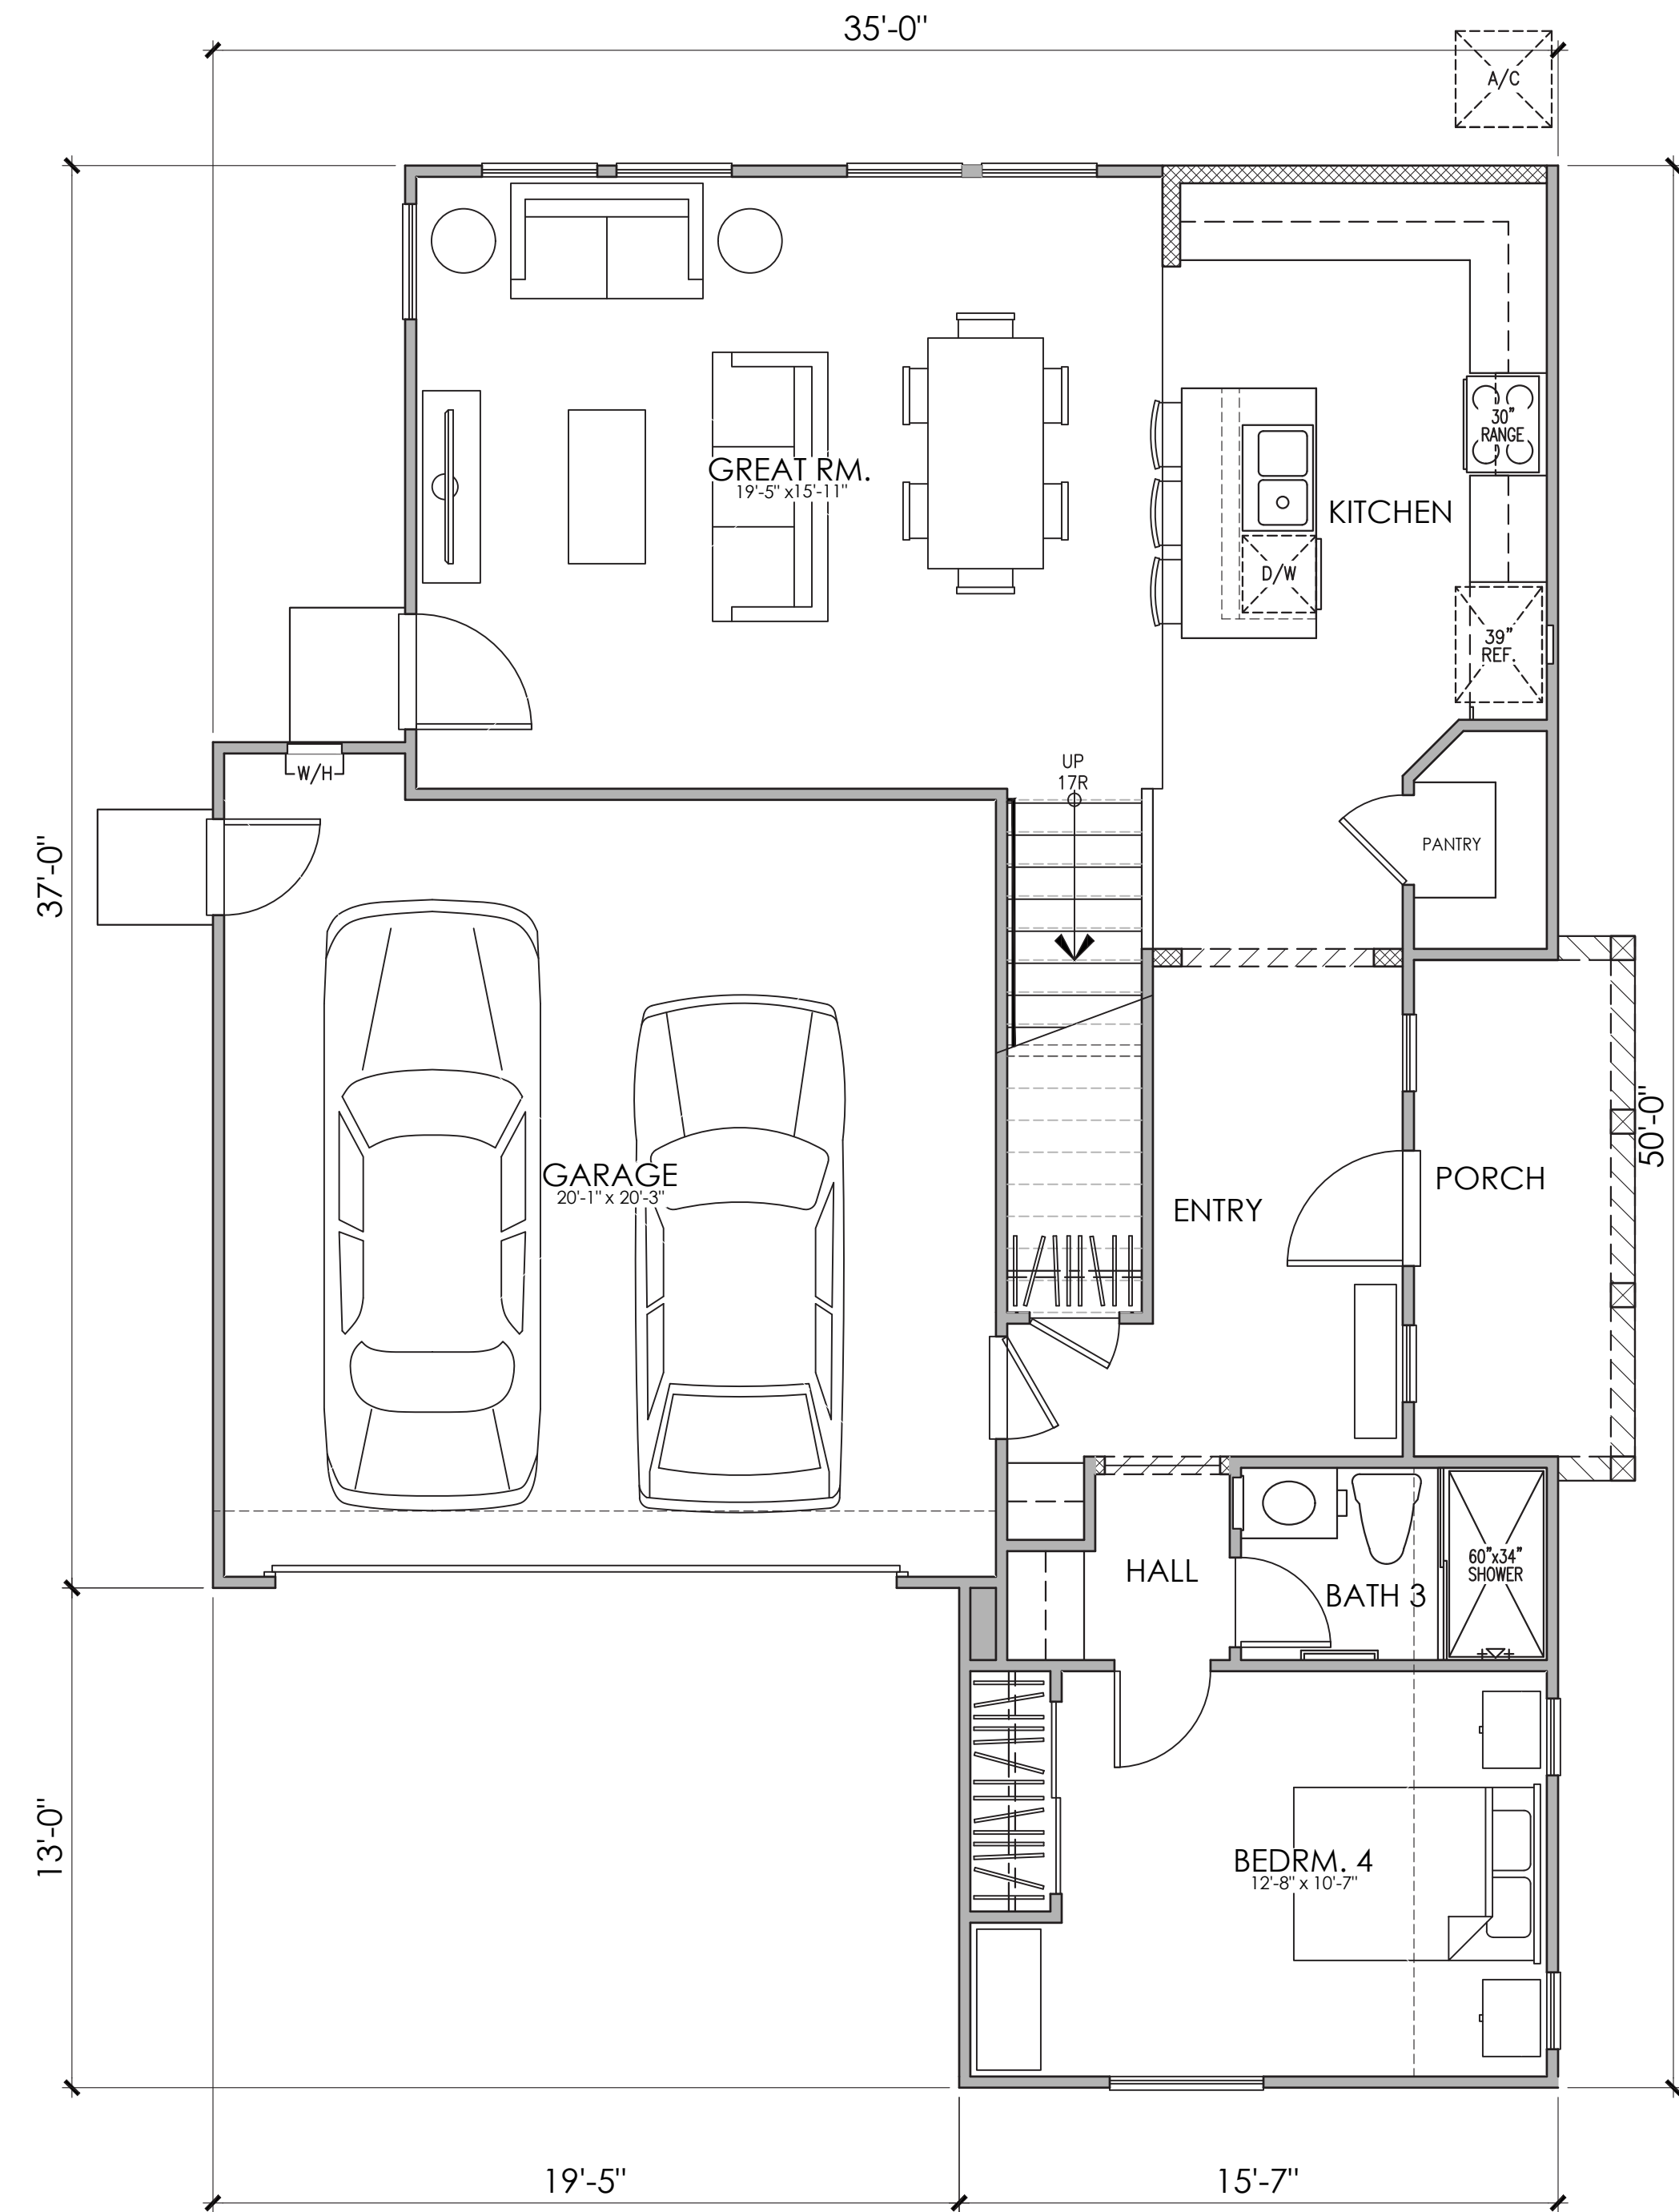 35'-0"
A/C
GREAT RM.
19'-5" x15'-11"
30"
RANGE
KITCHEN
D/W
39"
REF.
UP
17R
W/H
PANTRY
37'-0"
50'-0"
GARAGE
20'-1" x 20'-3"
PORCH
ENTRY
HALL
60"x34"
SHOWER
BATH 3
13'-0"
BEDRM. 4
12'-8" x 10'-7"
19'-5"
15'-7"